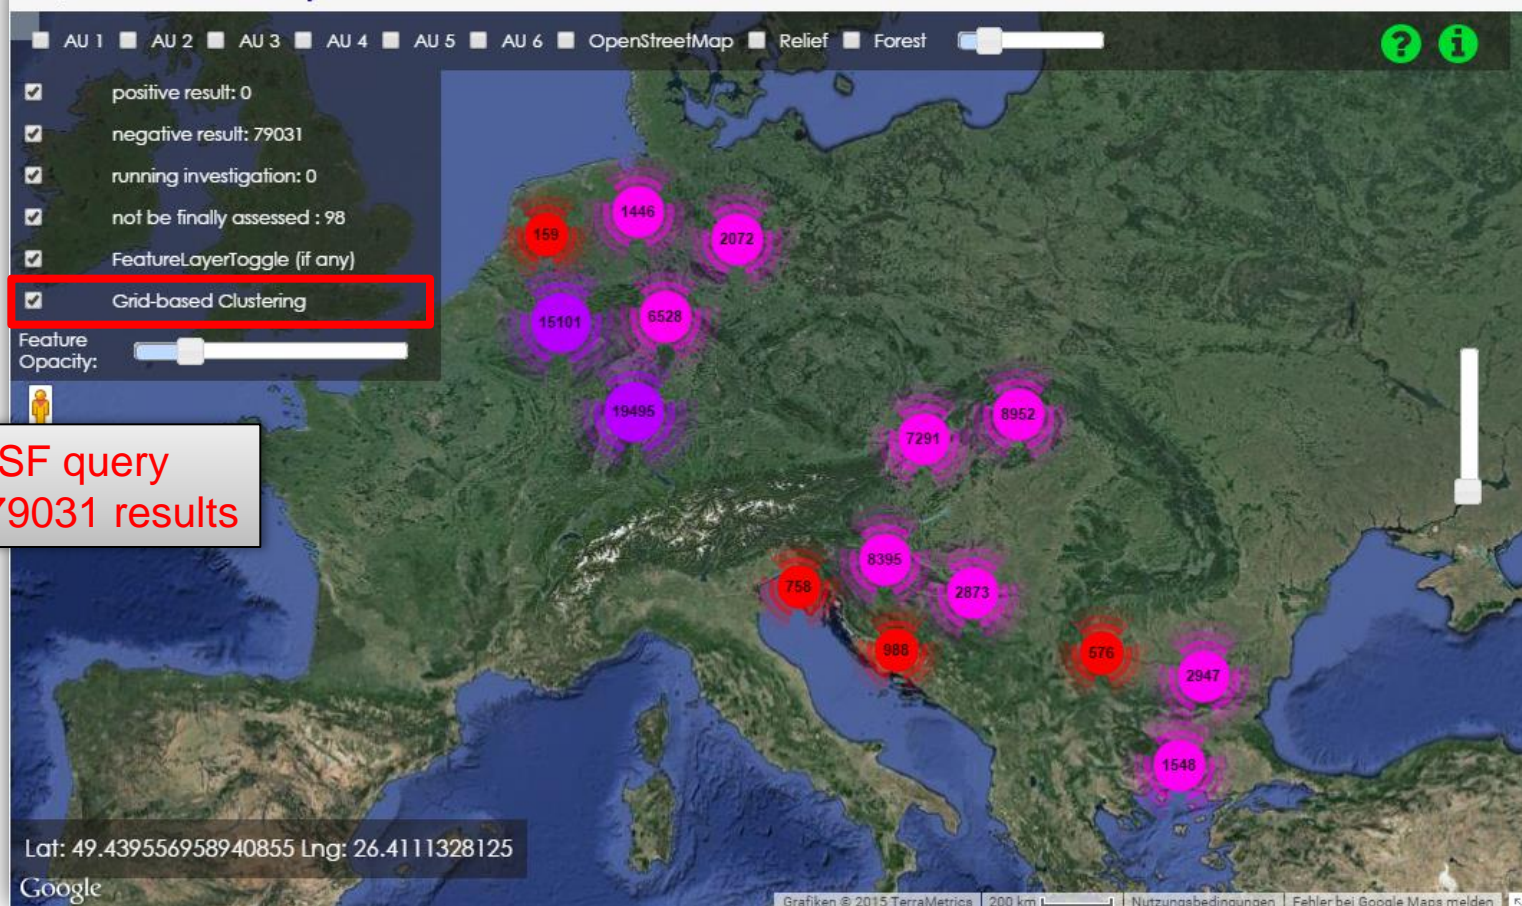 AU 1 AU 2 AU 3 AU 4 AU 5 AU 6 OpenStreetMap Relief Forest
? i
positive result: 0
negative result: 79031
running investigation: 0
not be finally assessed : 98
FeatureLayerToggle (if any)
Grid-based Clustering
Feature
Opacity:
SF query
79031 results
159
1446
2072
15101
6528
19495
7291
8952
8395
758
2873
988
576
2947
1548
Lat: 49.439556958940855 Lng: 26.4111328125
Google
Grafiken © 2015 TerraMetrics 200 km Nutzungsbedingungen Fehler bei Google Maps melden